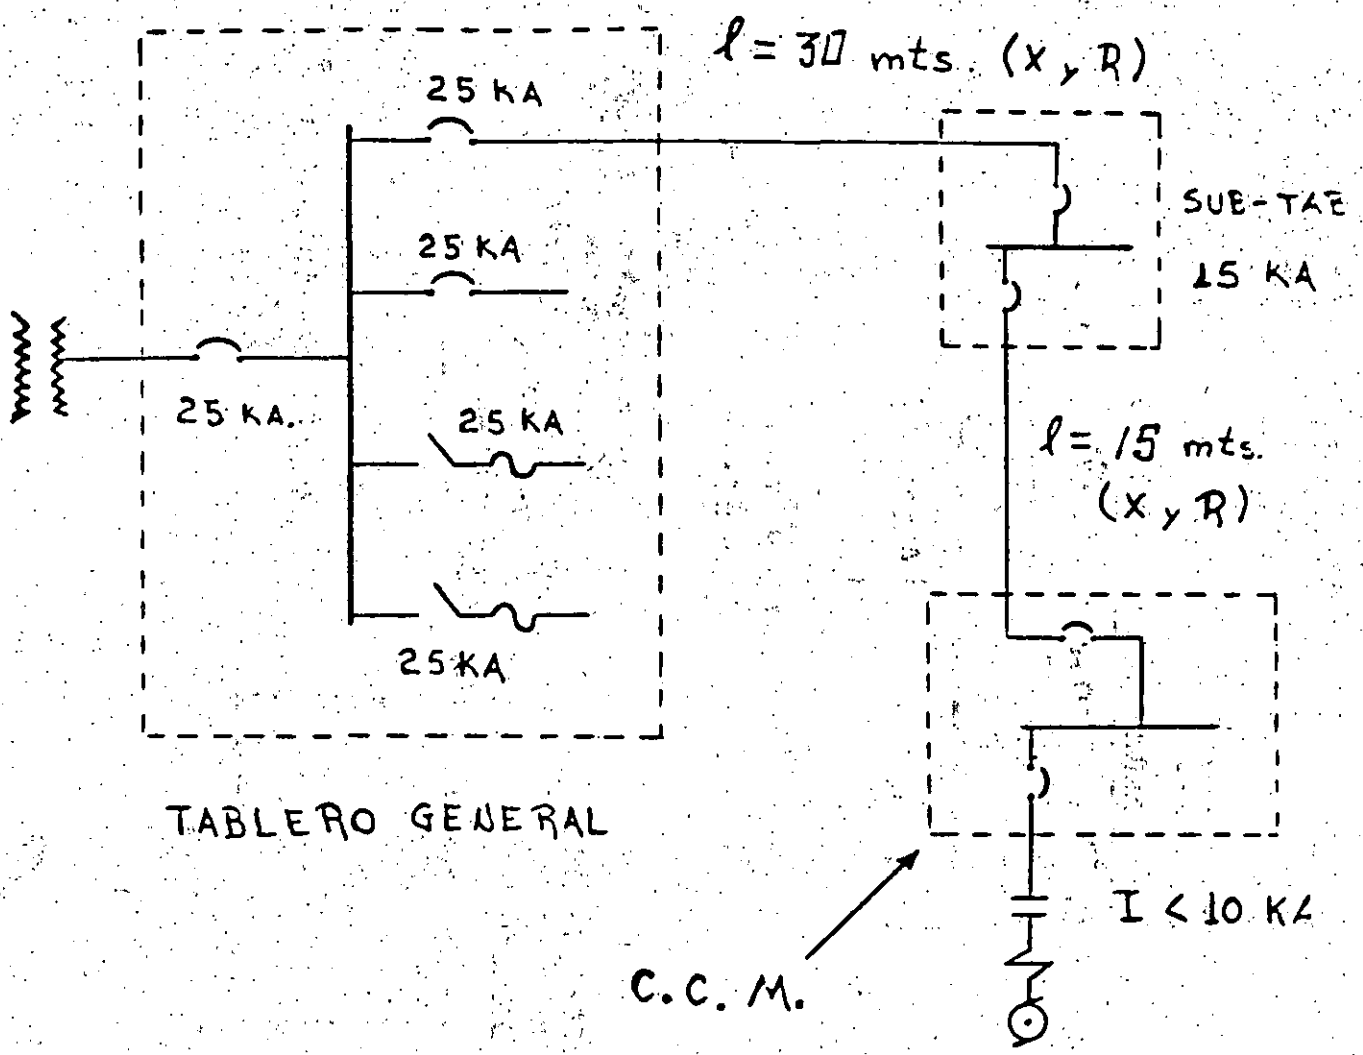 l = 30 mts. (X y R)
25 KA
25 KA
25 KA.
25 KA
25 KA
TABLERO GENERAL
SUB-TAB
15 KA
l = 15 mts.
(X y R)
C.C.M.
I < 10 KA